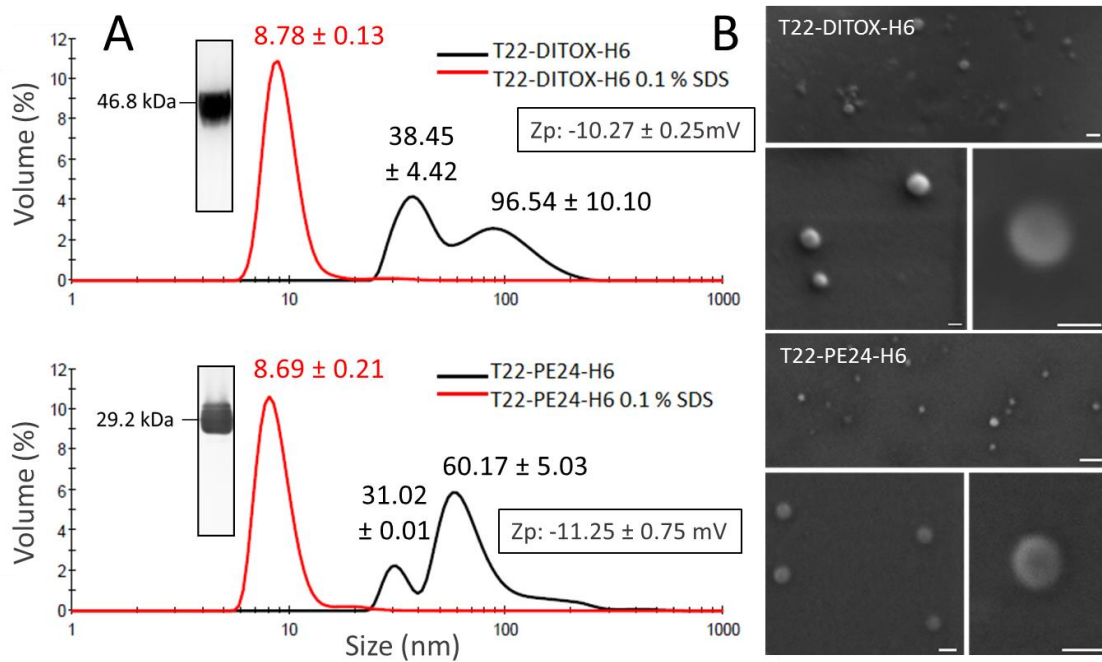 A
B
8.78 ± 0.13
T22-DITOX-H6
T22-DITOX-H6 0.1 % SDS
46.8 kDa
Zp: -10.27 ± 0.25mV
38.45
± 4.42
96.54 ± 10.10
Volume (%)
12
10
8
6
4
2
0
1
10
100
1000
8.69 ± 0.21
T22-PE24-H6
T22-PE24-H6 0.1 % SDS
29.2 kDa
60.17 ± 5.03
31.02
± 0.01
Zp: -11.25 ± 0.75 mV
Volume (%)
12
10
8
6
4
2
0
1
10
100
1000
Size (nm)
T22-DITOX-H6
T22-PE24-H6